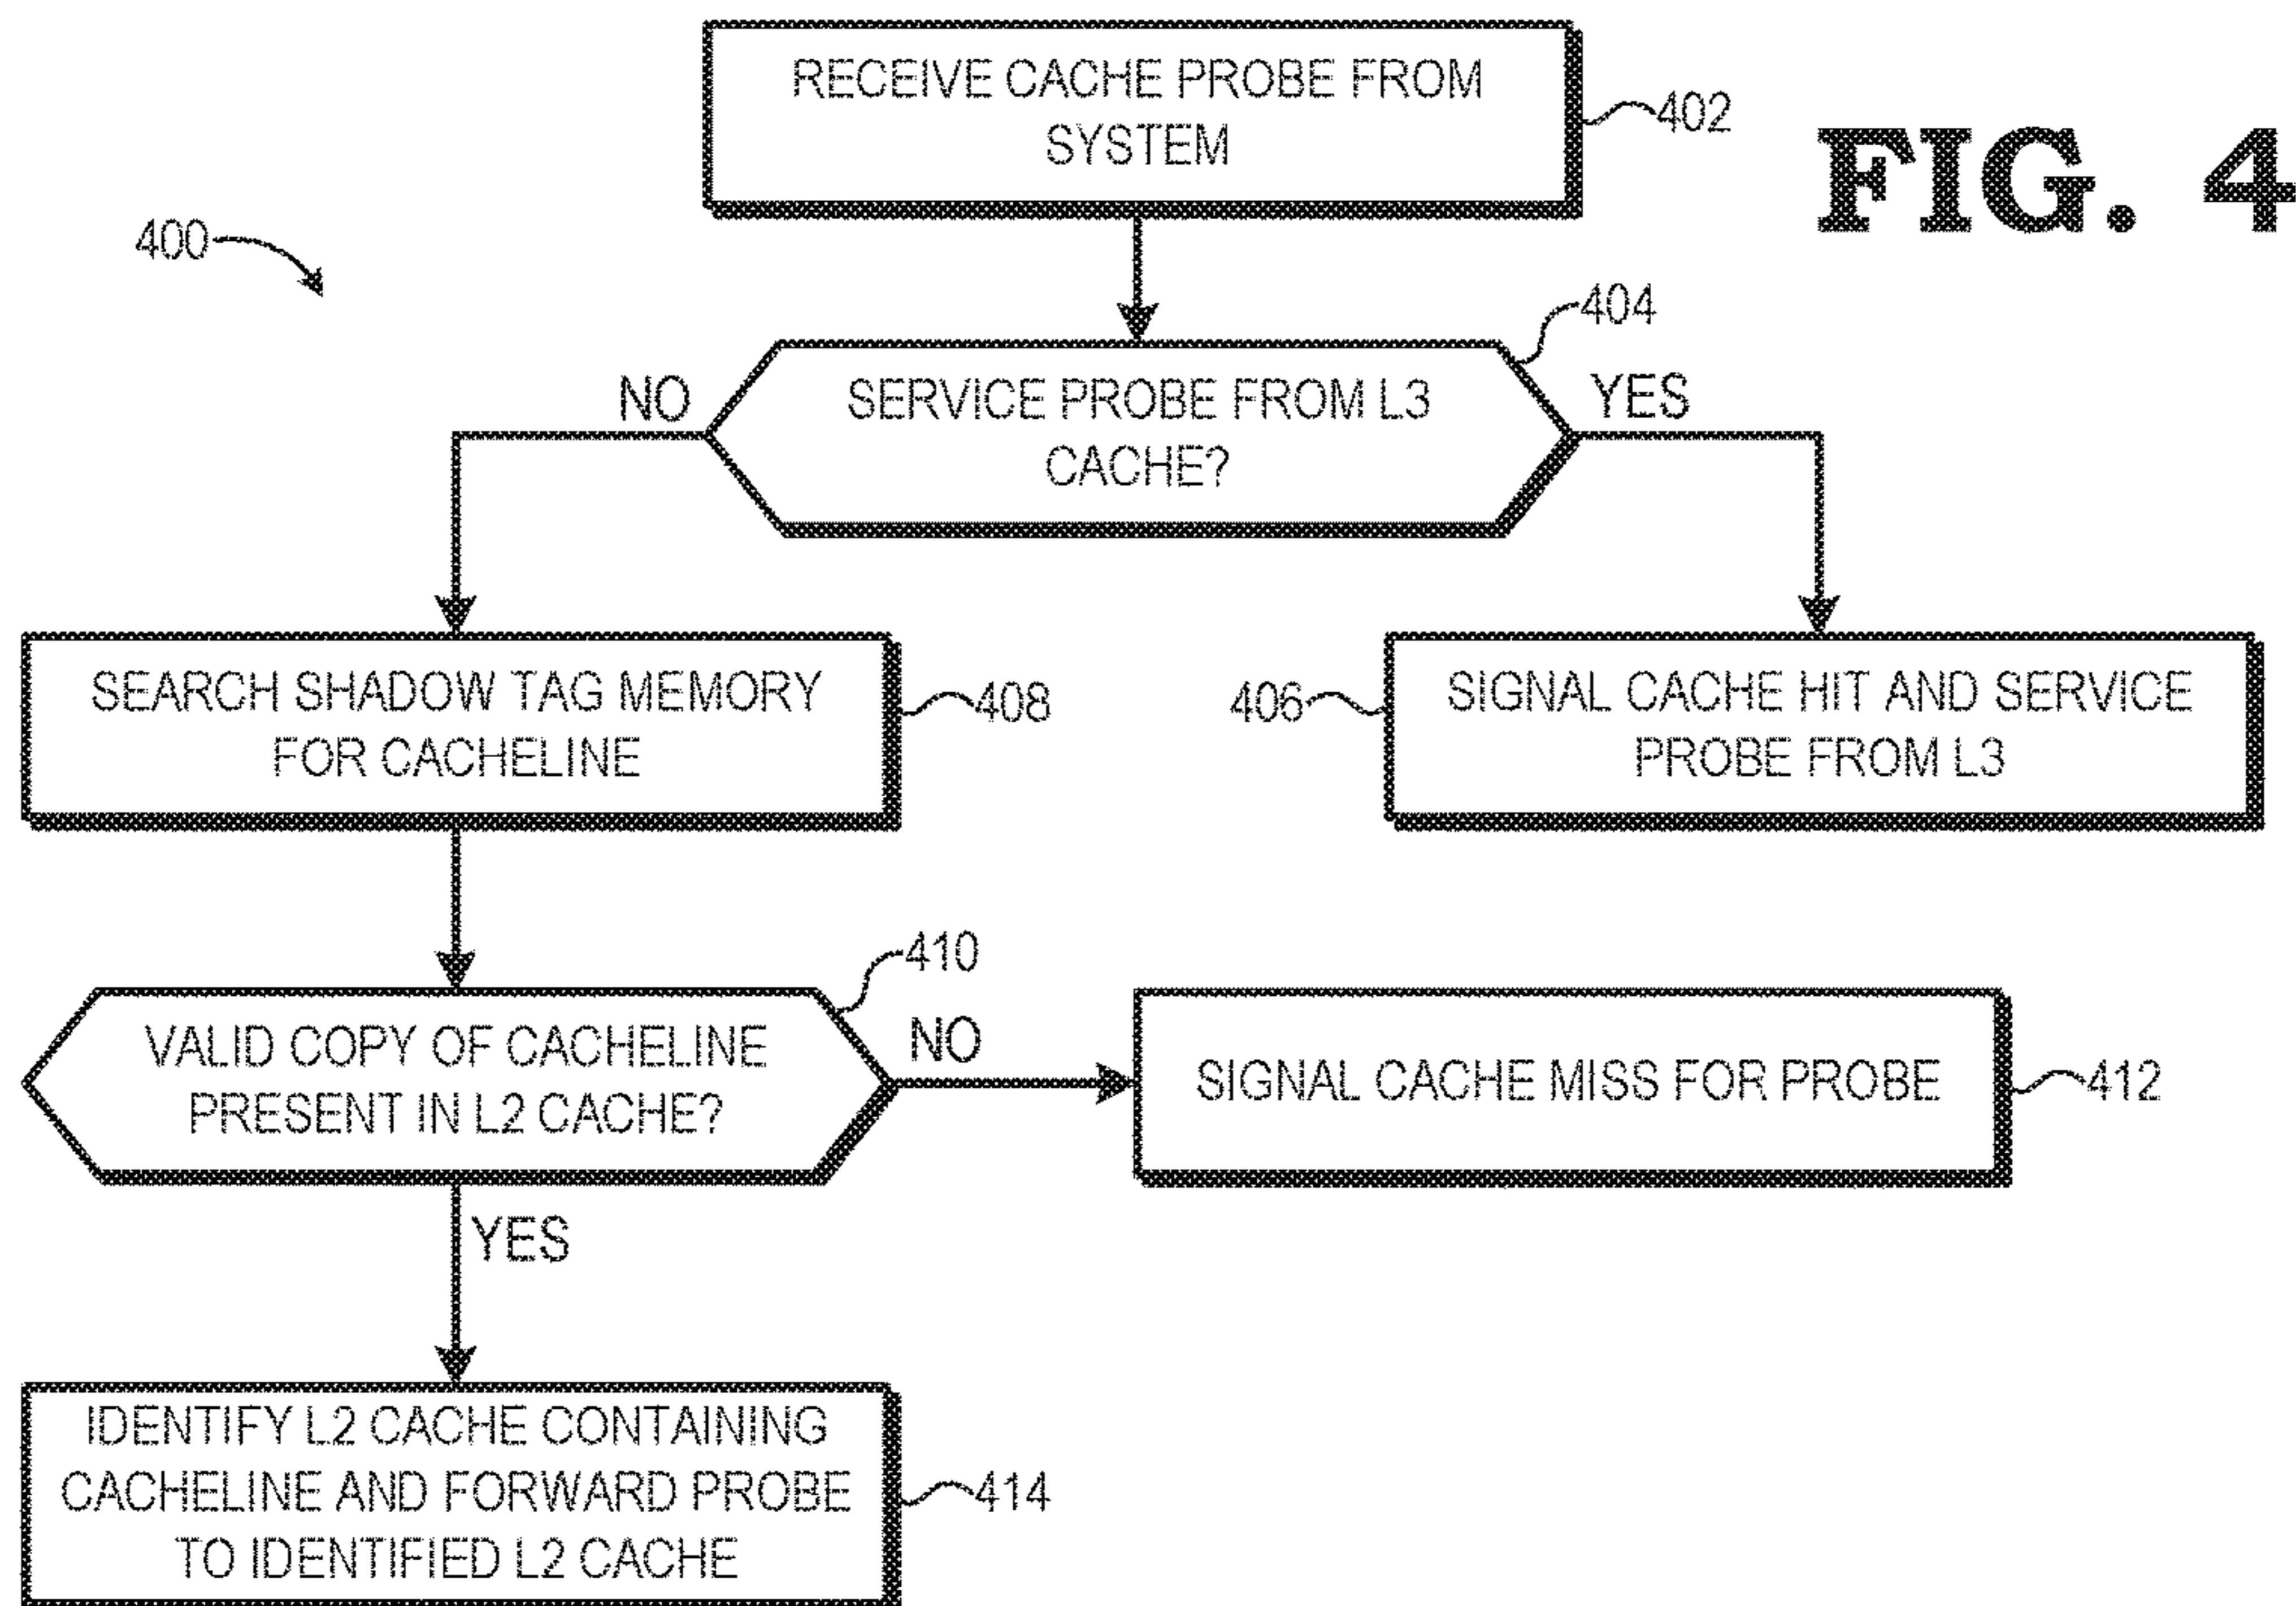 RECEIVE CACHE PROBE FROM
SYSTEM
402
FIG. 4
400
404
NO
SERVICE PROBE FROM L3
CACHE?
YES
SEARCH SHADOW TAG MEMORY
FOR CACHELINE
408
406
SIGNAL CACHE HIT AND SERVICE
PROBE FROM L3
410
VALID COPY OF CACHELINE
PRESENT IN L2 CACHE?
NO
SIGNAL CACHE MISS FOR PROBE
412
YES
IDENTIFY L2 CACHE CONTAINING
CACHELINE AND FORWARD PROBE
TO IDENTIFIED L2 CACHE
414